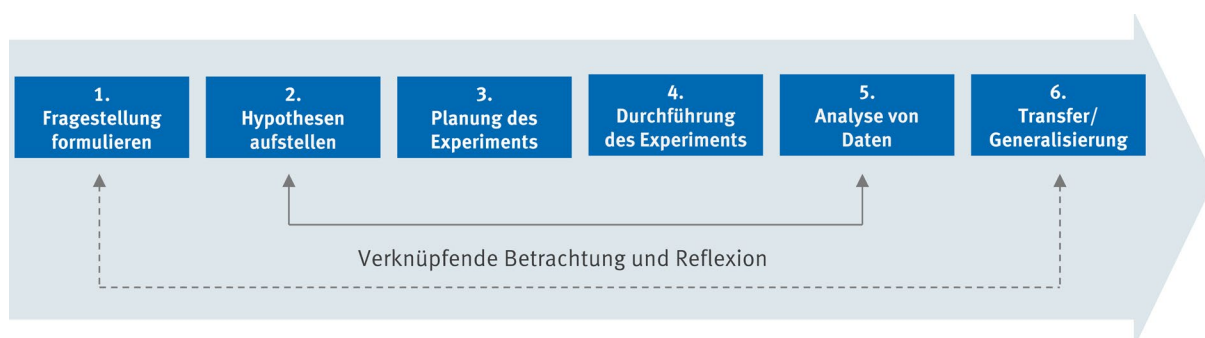 1.
Fragestellung
formulieren
2.
Hypothesen
aufstellen
3.
Planung des
Experiments
4.
Durchführung
des Experiments
5.
Analyse von
Daten
6.
Transfer/
Generalisierung
Verknüpfende Betrachtung und Reflexion